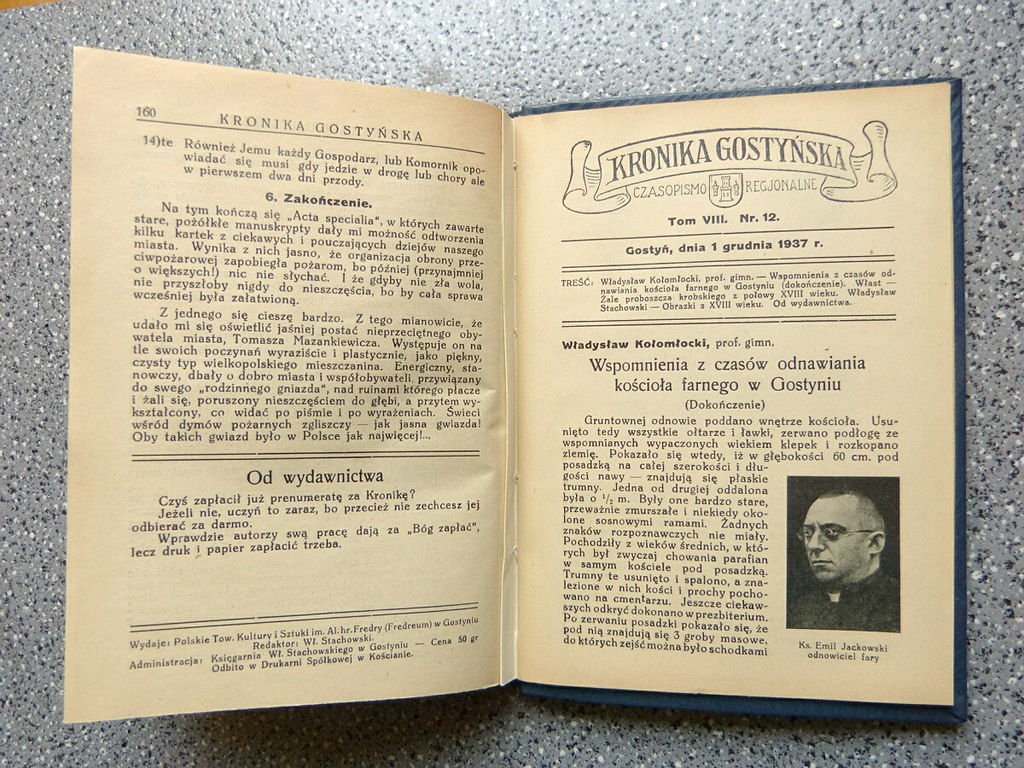 160
KRONIKA GOSTYŃSKA
14)te Również Jemu każdy Gospodarz, lub Komornik opo-
wiadać się musi gdy jedzie w drogę lub chory ale
w pierwszem dwa dni przody.
6. Zakończenie.
Na tym kończą się „Acta specialia", w których zawarte
stare, pożółkłe manuskrypty dały mi możność odtworzenia
kilku kartek z ciekawych i pouczających dziejów naszego
miasta. Wynika z nich jasno, że organizacja obrony prze-
ciwpożarowej zapobiegła pożarom, bo później (przynajmniej
o większych!) nic nie słychać. I że gdyby nie zła wola,
nie przyszłoby nigdy do nieszczęścia, bo by cała sprawa
wcześniej była załatwioną.
Z jednego się cieszę bardzo. Z tego mianowicie, że
udało mi się oświetlić jaśniej postać nieprzeciętnego oby-
watela miasta, Tomasza Mazankiewicza. Występuje on na
tle swoich poczynań wyraziście i plastycznie, jako piękny,
czysty typ wielkopolskiego mieszczanina. Energiczny, sta-
nowczy, dbały o dobro miasta i współobywateli, przywiązany
do swego „rodzinnego gniazda", nad ruinami którego płacze
i żali się, poruszony nieszczęściem do głębi, a przytem wy-
kształcony, co widać po piśmie i po wyrażeniach. Świeci
wśród dymów pożarnych zgliszczy — jak jasna gwiazda!
Oby takich gwiazd było w Polsce jak najwięcej!...
Od wydawnictwa
Czyś zapłacił już prenumeratę za Kronikę?
Jeżeli nie, uczyń to zaraz, bo przecież nie zechcesz jej
odbierać za darmo.
Wprawdzie autorzy swą pracę dają za „Bóg zapłać",
lecz druk i papier zapłacić trzeba.
Wydaje: Polskie Tow. Kultury i Sztuki im. Al. hr. Fredry (Fredreum) w Gostyniu
Redaktor: Wł. Stachowski.
Administracja: Księgarnia Wł. Stachowskiego w Gostyniu — Cena 50 gr
Odbito w Drukarni Spółkowej w Kościanie.
KRONIKA GOSTYŃSKA
CZASOPISMO REGJONALNE
Tom VIII. Nr. 12.
Gostyń, dnia 1 grudnia 1937 r.
TREŚĆ: Władysław Kołomłocki, prof. gimn. — Wspomnienia z czasów od-
nawiania kościoła farnego w Gostyniu (dokończenie). Włast —
Żale proboszcza krobskiego z połowy XVIII wieku. Władysław
Stachowski — Obrazki z XVIII wieku. Od wydawnictwa.
Władysław Kołomłocki, prof. gimn.
Wspomnienia z czasów odnawiania
kościoła farnego w Gostyniu
(Dokończenie)
Gruntownej odnowie poddano wnętrze kościoła. Usu-
nięto tedy wszystkie ołtarze i ławki, zerwano podłogę ze
wspomnianych wypaczonych wiekiem klepek i rozkopano
ziemię. Pokazało się wtedy, iż w głębokości 60 cm. pod
posadzką na całej szerokości i dłu-
gości nawy — znajdują się płaskie
trumny. Jedna od drugiej oddalona
była o ½ m. Były one bardzo stare,
przeważnie zmurszałe i niekiedy oko-
lone sosnowymi ramami. Żadnych
znaków rozpoznawczych nie miały.
Pochodziły z wieków średnich, w któ-
rych był zwyczaj chowania parafian
w samym kościele pod posadzką.
Trumny te usunięto i spalono, a zna-
lezione w nich kości i prochy pocho-
wano na cmentarzu. Jeszcze ciekaw-
szych odkryć dokonano w prezbiterium.
Po zerwaniu posadzki pokazało się, że
pod nią znajdują się 3 groby masowe,
do których zejść można było schodkami
Ks. Emil Jackowski
odnowiciel fary